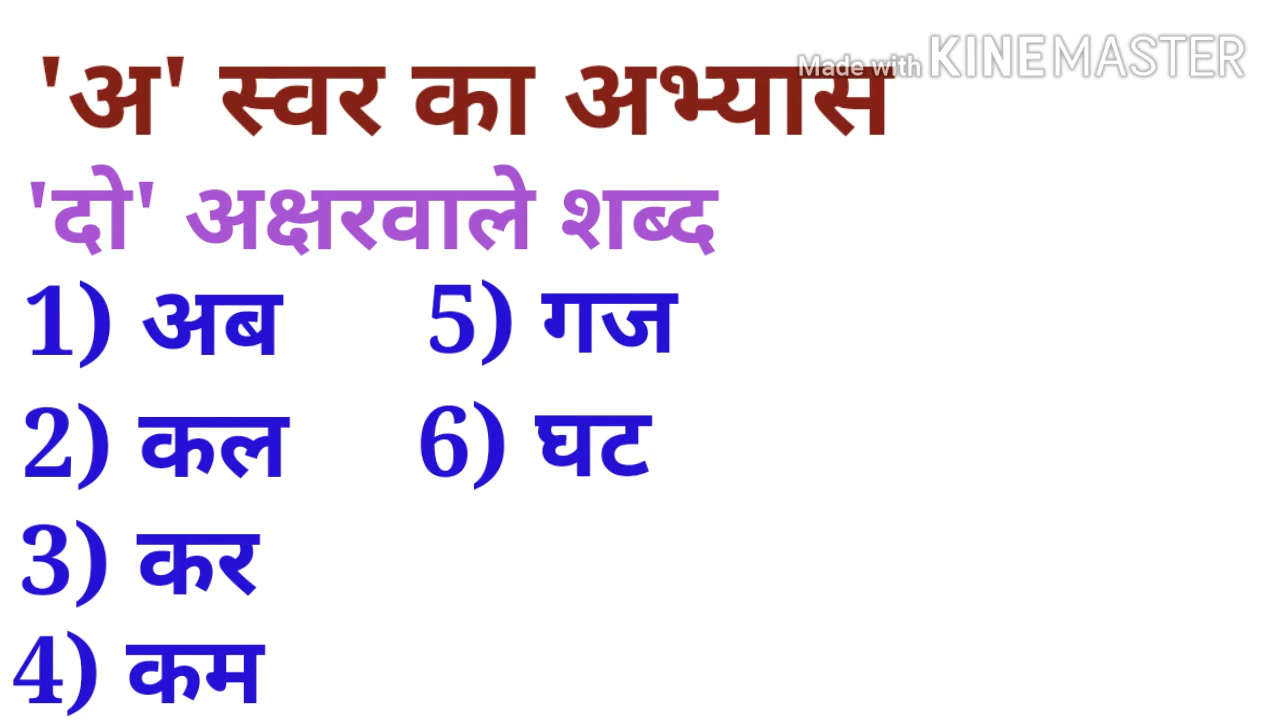 'अ' स्वर का अभ्यास
Made with KINEMASTER
'दो' अक्षरवाले शब्द
1) अब 5) गज
2) कल 6) घट
3) कर
4) कम